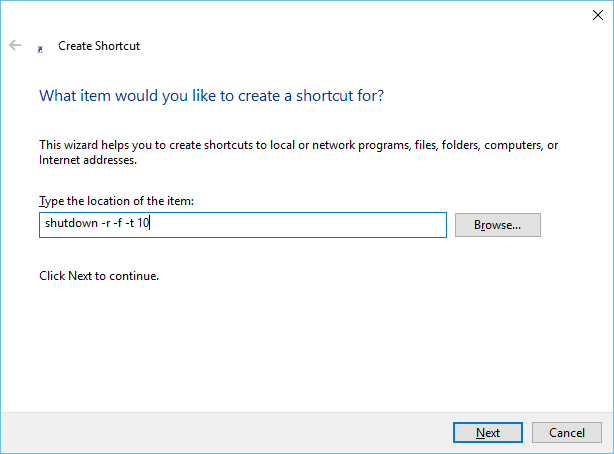 Create Shortcut
What item would you like to create a shortcut for?
This wizard helps you to create shortcuts to local or network programs, files, folders, computers, or
Internet addresses.
Type the location of the item:
shutdown -r -f -t 10
Browse...
Click Next to continue.
Next
Cancel